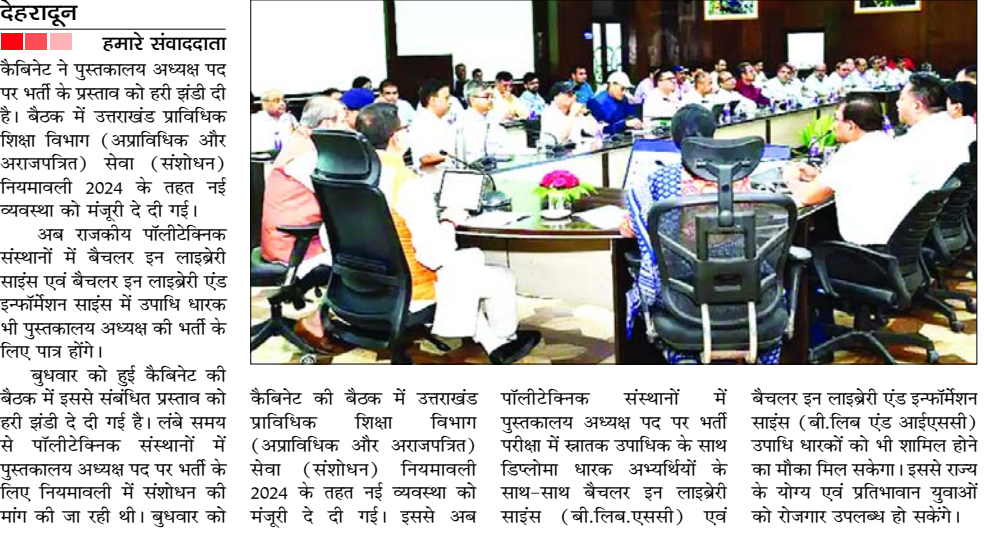 देहरादून
हमारे संवाददाता
कैबिनेट ने पुस्तकालय अध्यक्ष पद
पर भर्ती के प्रस्ताव को हरी झंडी दी
है। बैठक में उत्तराखंड प्राविधिक
शिक्षा विभाग (अप्राविधिक और
अराजपत्रित) सेवा (संशोधन)
नियमावली 2024 के तहत नई
व्यवस्था को मंजूरी दे दी गई।
अब राजकीय पॉलीटेक्निक
संस्थानों में बैचलर इन लाइब्रेरी
साइंस एवं बैचलर इन लाइब्रेरी एंड
इन्फॉर्मेशन साइंस में उपाधि धारक
भी पुस्तकालय अध्यक्ष की भर्ती के
लिए पात्र होंगे।
बुधवार को हुई कैबिनेट की
बैठक में इससे संबंधित प्रस्ताव को
हरी झंडी दे दी गई है। लंबे समय
से पॉलीटेक्निक संस्थानों में
पुस्तकालय अध्यक्ष पद पर भर्ती के
लिए नियमावली में संशोधन की
मांग की जा रही थी। बुधवार को
कैबिनेट की बैठक में उत्तराखंड
प्राविधिक शिक्षा विभाग
(अप्राविधिक और अराजपत्रित)
सेवा (संशोधन) नियमावली
2024 के तहत नई व्यवस्था को
मंजूरी दे दी गई। इससे अब
पॉलीटेक्निक संस्थानों में
पुस्तकालय अध्यक्ष पद पर भर्ती
परीक्षा में स्नातक उपाधिक के साथ
डिप्लोमा धारक अभ्यर्थियों के
साथ-साथ बैचलर इन लाइब्रेरी
साइंस (बी.लिब.एससी) एवं
बैचलर इन लाइब्रेरी एंड इन्फॉर्मेशन
साइंस (बी.लिब एंड आईएससी)
उपाधि धारकों को भी शामिल होने
का मौका मिल सकेगा। इससे राज्य
के योग्य एवं प्रतिभावान युवाओं
को रोजगार उपलब्ध हो सकेंगे।